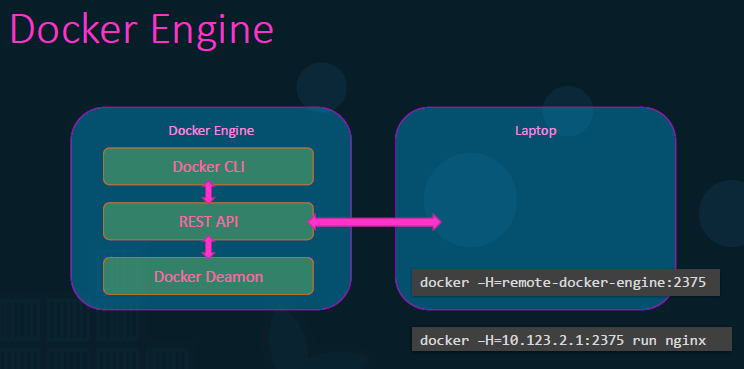 Docker Engine
Docker Engine
Docker CLI
REST API
Docker Deamon
Laptop
docker –H=remote-docker-engine:2375
docker –H=10.123.2.1:2375 run nginx